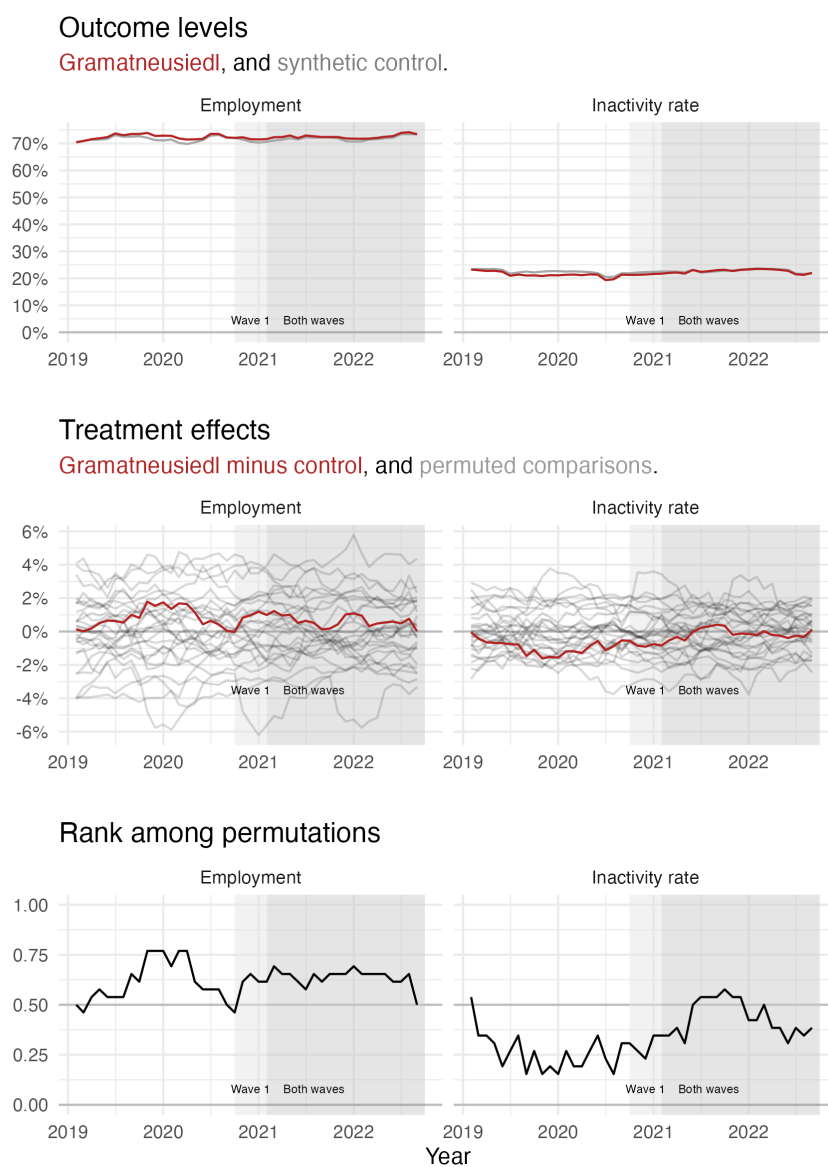 Outcome levels
Gramatneusiedl, and synthetic control.
Employment
Inactivity rate
70%
60%
50%
40%
30%
20%
10%
0%
Wave 1 Both waves
Wave 1 Both waves
2019 2020 2021 2022
2019 2020 2021 2022
Treatment effects
Gramatneusiedl minus control, and permuted comparisons.
Employment
Inactivity rate
6%
4%
2%
0%
-2%
-4%
-6%
Wave 1 Both waves
Wave 1 Both waves
2019 2020 2021 2022
2019 2020 2021 2022
Rank among permutations
Employment
Inactivity rate
1.00
0.75
0.50
0.25
0.00
Wave 1 Both waves
Wave 1 Both waves
2019 2020 2021 2022
2019 2020 2021 2022
Year